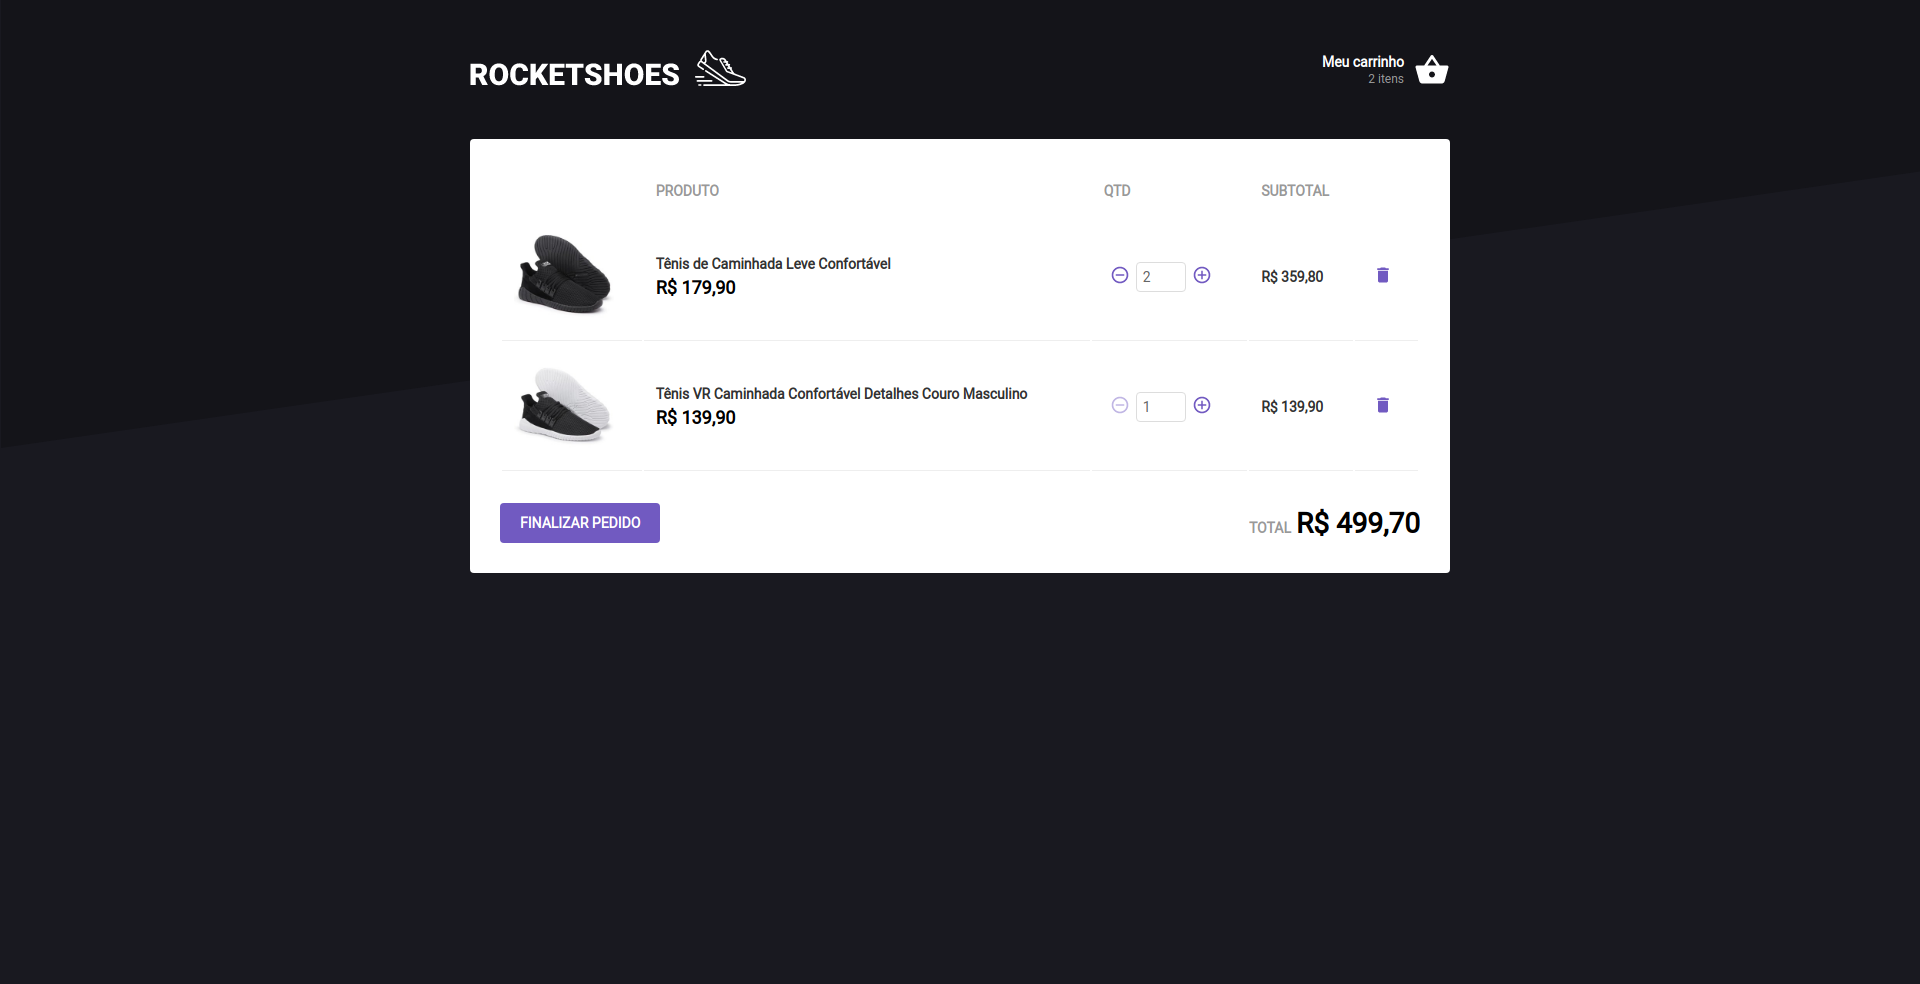 ROCKETSHOES
Meu carrinho
2 itens
PRODUTO QTD SUBTOTAL
Tênis de Caminhada Leve Confortável
R$ 179,90
2
R$ 359,80
Tênis VR Caminhada Confortável Detalhes Couro Masculino
R$ 139,90
1
R$ 139,90
FINALIZAR PEDIDO
TOTAL R$ 499,70